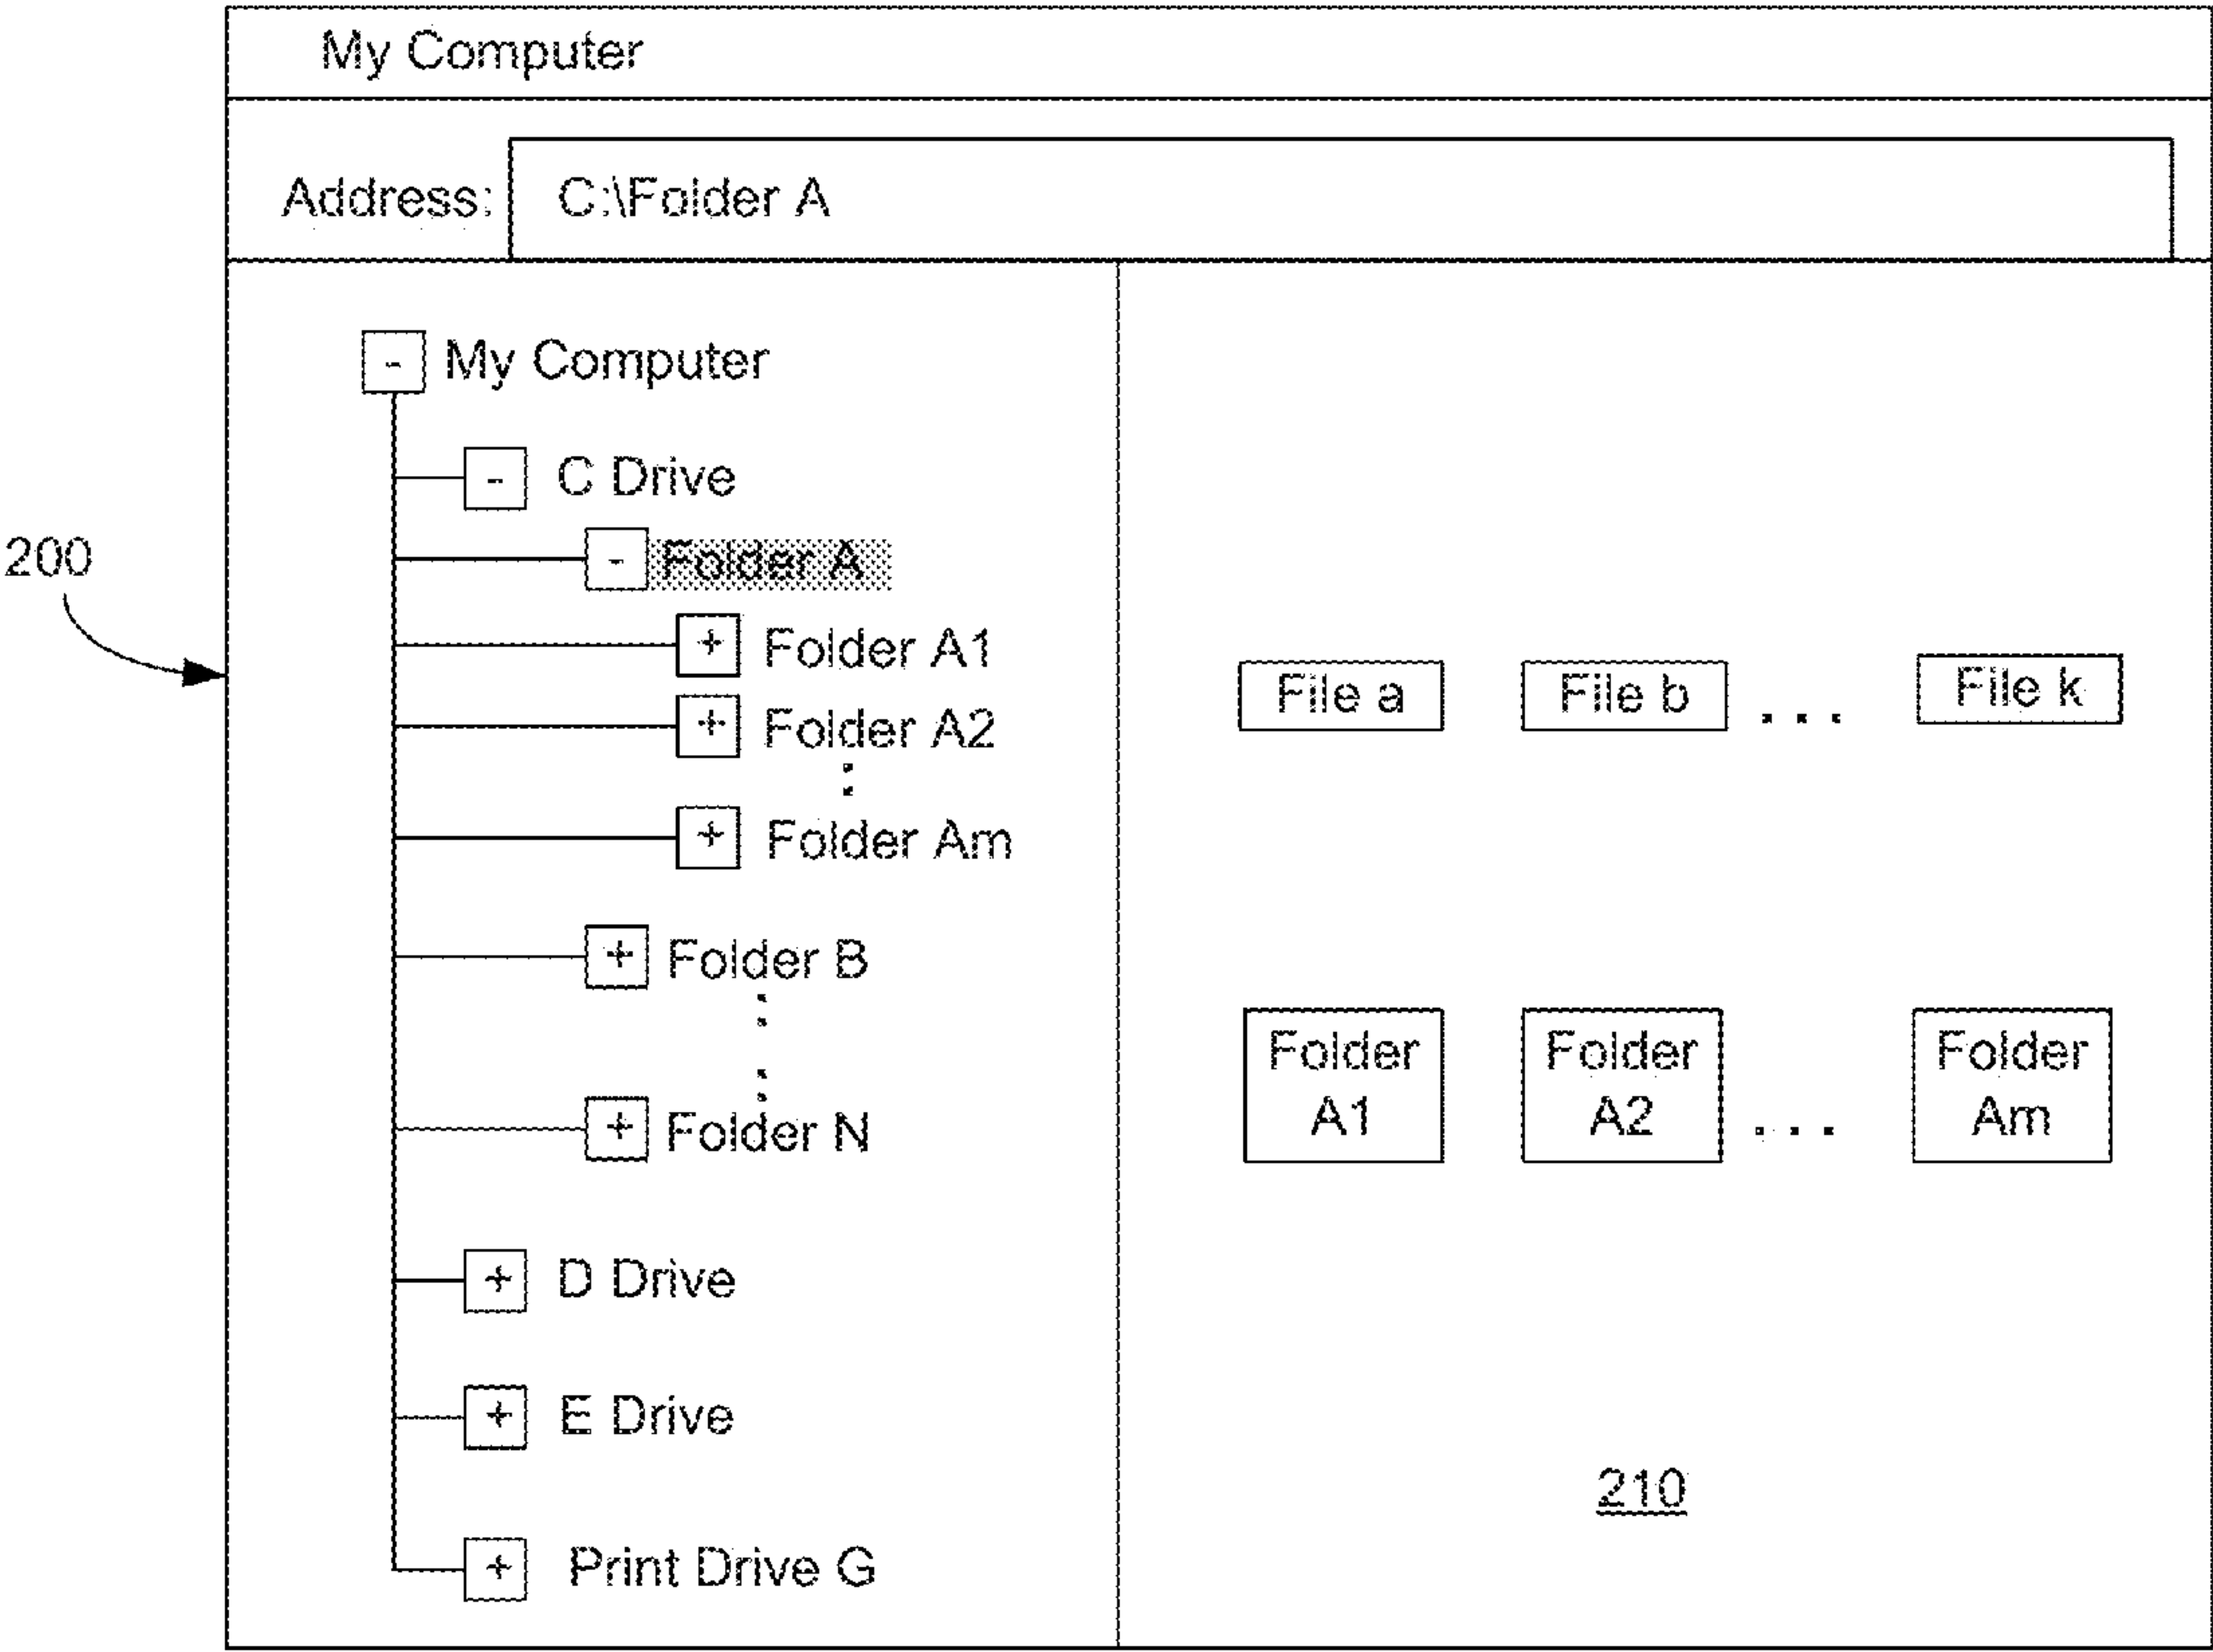 My Computer
Address: C:\Folder A
- My Computer
- C Drive
- Folder A
+ Folder A1
+ Folder A2
+ Folder Am
+ Folder B
+ Folder N
+ D Drive
+ E Drive
+ Print Drive G
200
File a File b ... File k
Folder A1 Folder A2 ... Folder Am
210